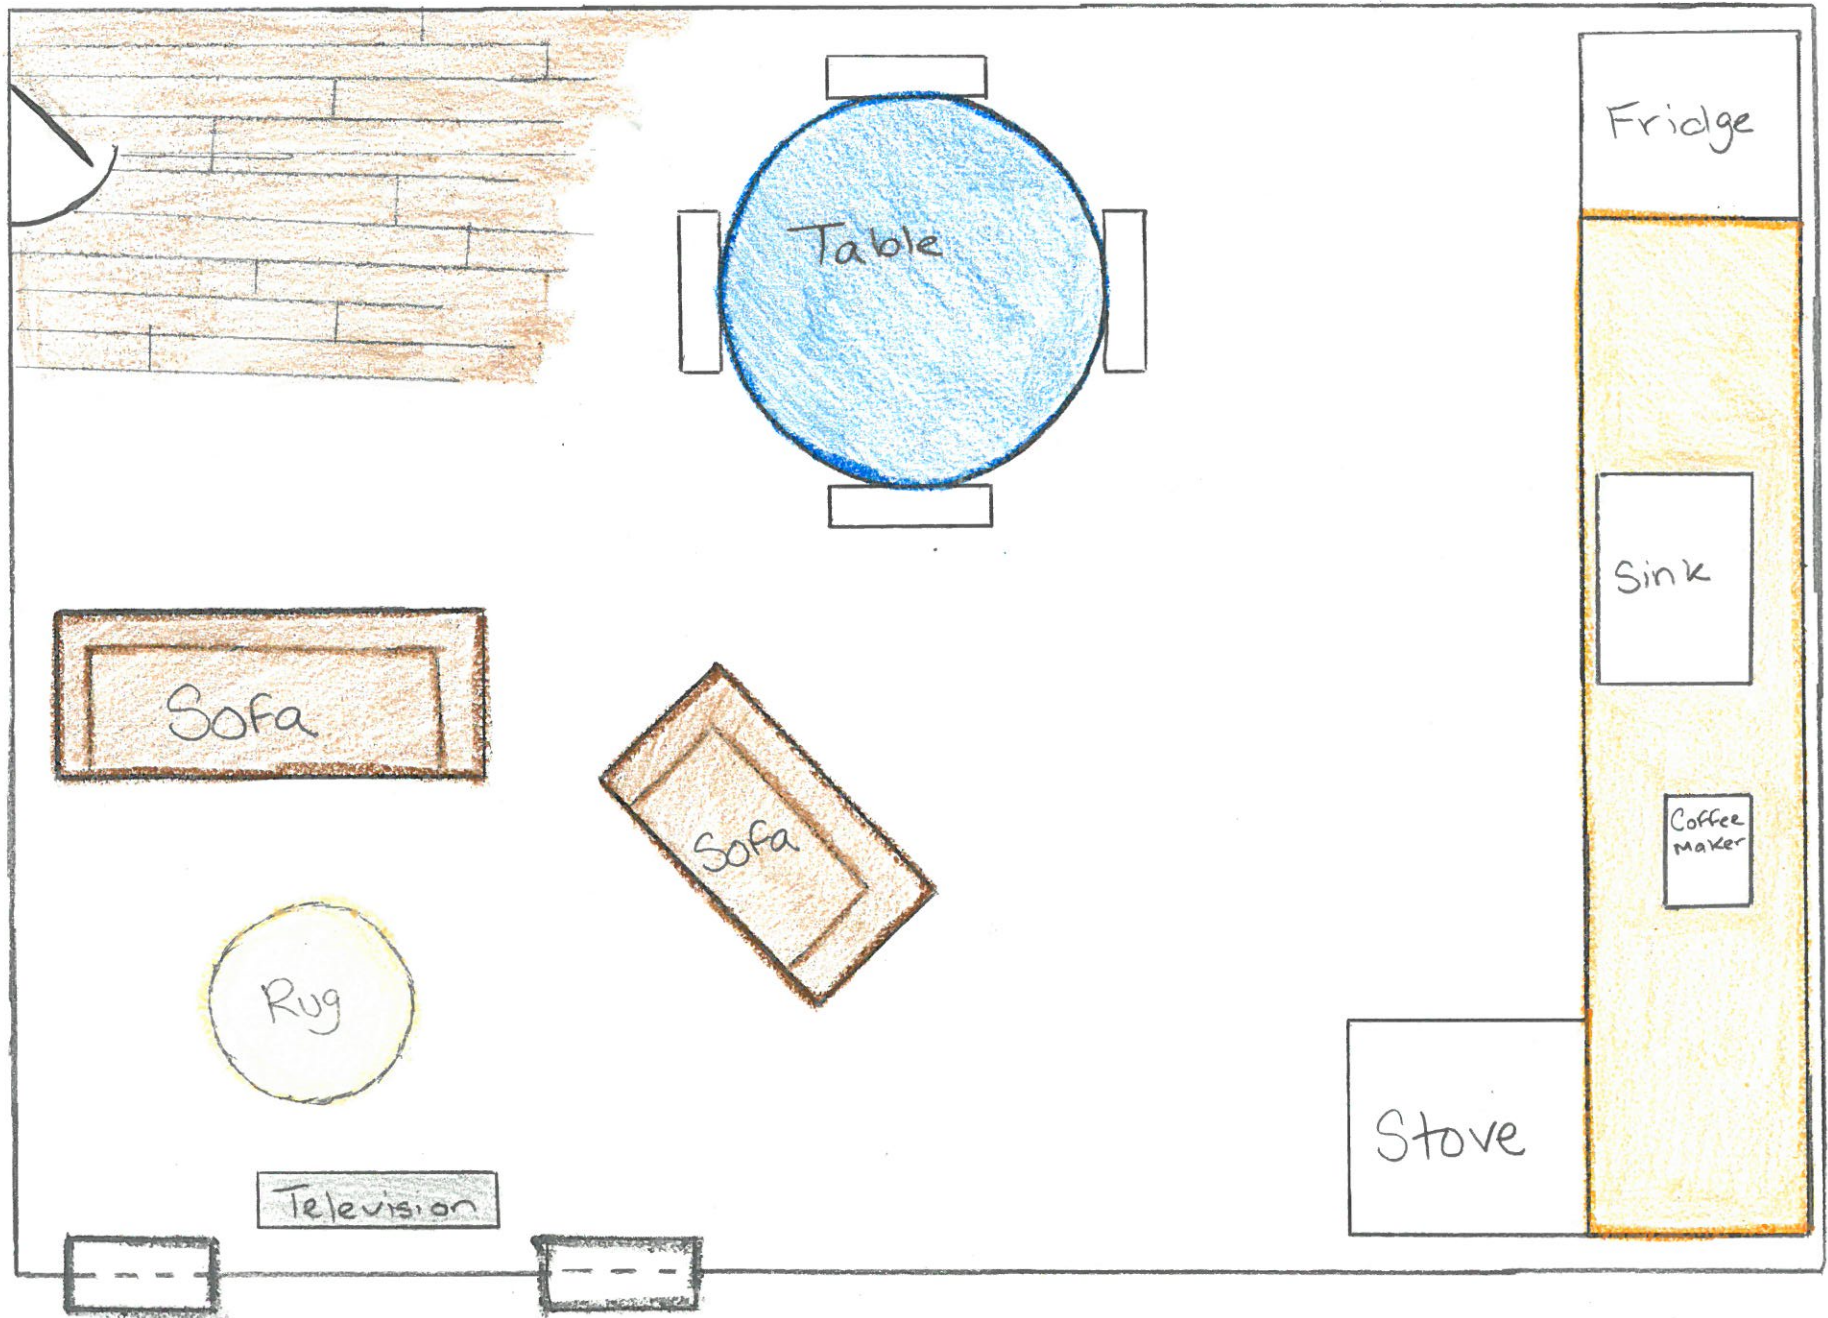 Fridge
Table
Sink
Sofa
Sofa
Coffee
Maker
Rug
Stove
Television